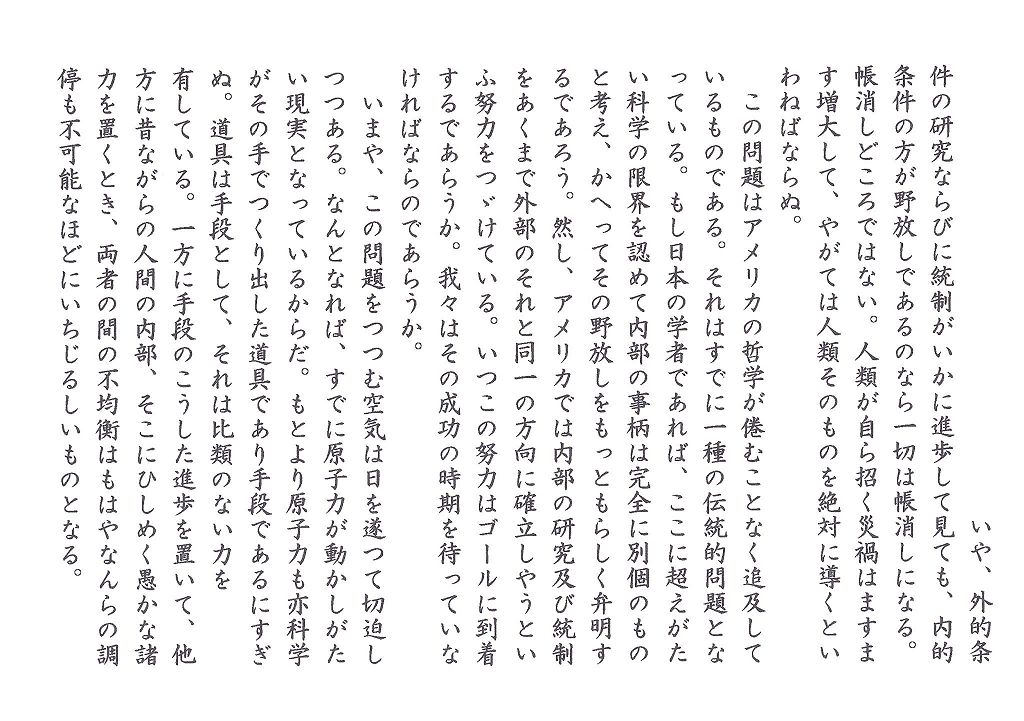 いや、外的条
件の研究ならびに統制がいかに進歩して見ても、内的
条件の方が野放しであるのなら一切は帳消しになる。
帳消しどころではない。人類が自ら招く災禍はますま
す増大して、やがては人類そのものを絶対に導くとい
わねばならぬ。
この問題はアメリカの哲学が倦むことなく追及して
いるものである。それはすでに一種の伝統的問題とな
っている。もし日本の学者であれば、ここに超えがた
い科学の限界を認めて内部の事柄は完全に別個のもの
と考え、かへってその野放しをもっともらしく弁明す
るであろう。然し、アメリカでは内部の研究及び統制
をあくまで外部のそれと同一の方向に確立しやうとい
ふ努力をつゞけている。いつこの努力はゴールに到着
するであらうか。我々はその成功の時期を待っていな
ければならのであらうか。
いまや、この問題をつつむ空気は日を遂つて切迫し
つつある。なんとなれば、すでに原子力が動かしがた
い現実となっているからだ。もとより原子力も亦科学
がその手でつくり出した道具であり手段であるにすぎ
ぬ。道具は手段として、それは比類のない力を
有している。一方に手段のこうした進歩を置いて、他
方に昔ながらの人間の内部、そこにひしめく愚かな諸
力を置くとき、両者の間の不均衡はもはやなんらの調
停も不可能なほどにいちじるしいものとなる。